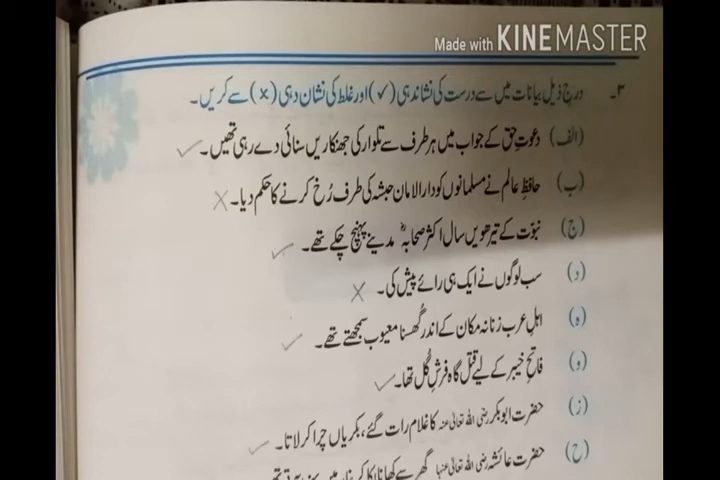 Made with KINEMASTER
۳۔ درج ذیل بیانات میں سے درست کی نشاندہی (✓) اور غلط کی نشان دہی (×) سے کریں۔
(الف) دعوتِ حق کے جواب میں ہر طرف سے تلوار کی جھنکاریں سنائی دے رہی تھیں۔ ✓
(ب) حافظِ عالم نے مسلمانوں کو دارالامان حبشہ کی طرف رُخ کرنے کا حکم دیا۔ ×
(ج) نبوّت کے تیرھویں سال اکثر صحابہؓ مدینے پہنچ چکے تھے۔ ✓
(د) سب لوگوں نے ایک ہی رائے پیش کی۔ ×
(ہ) اہلِ عرب زنانہ مکان کے اندر گُھسنا معیوب سمجھتے تھے۔ ✓
(و) فاتحِ خیبر کے لیے قتل گاہ فرشِ گُل تھا۔ ✓
(ز) حضرت ابوبکر رضی اللہ تعالیٰ عنہ کا غلام رات گئے، بکریاں چرا کر لاتا۔ ✓
(ح) حضرت عائشہ رضی اللہ تعالیٰ عنہا گھر سے کھانا پکا کر